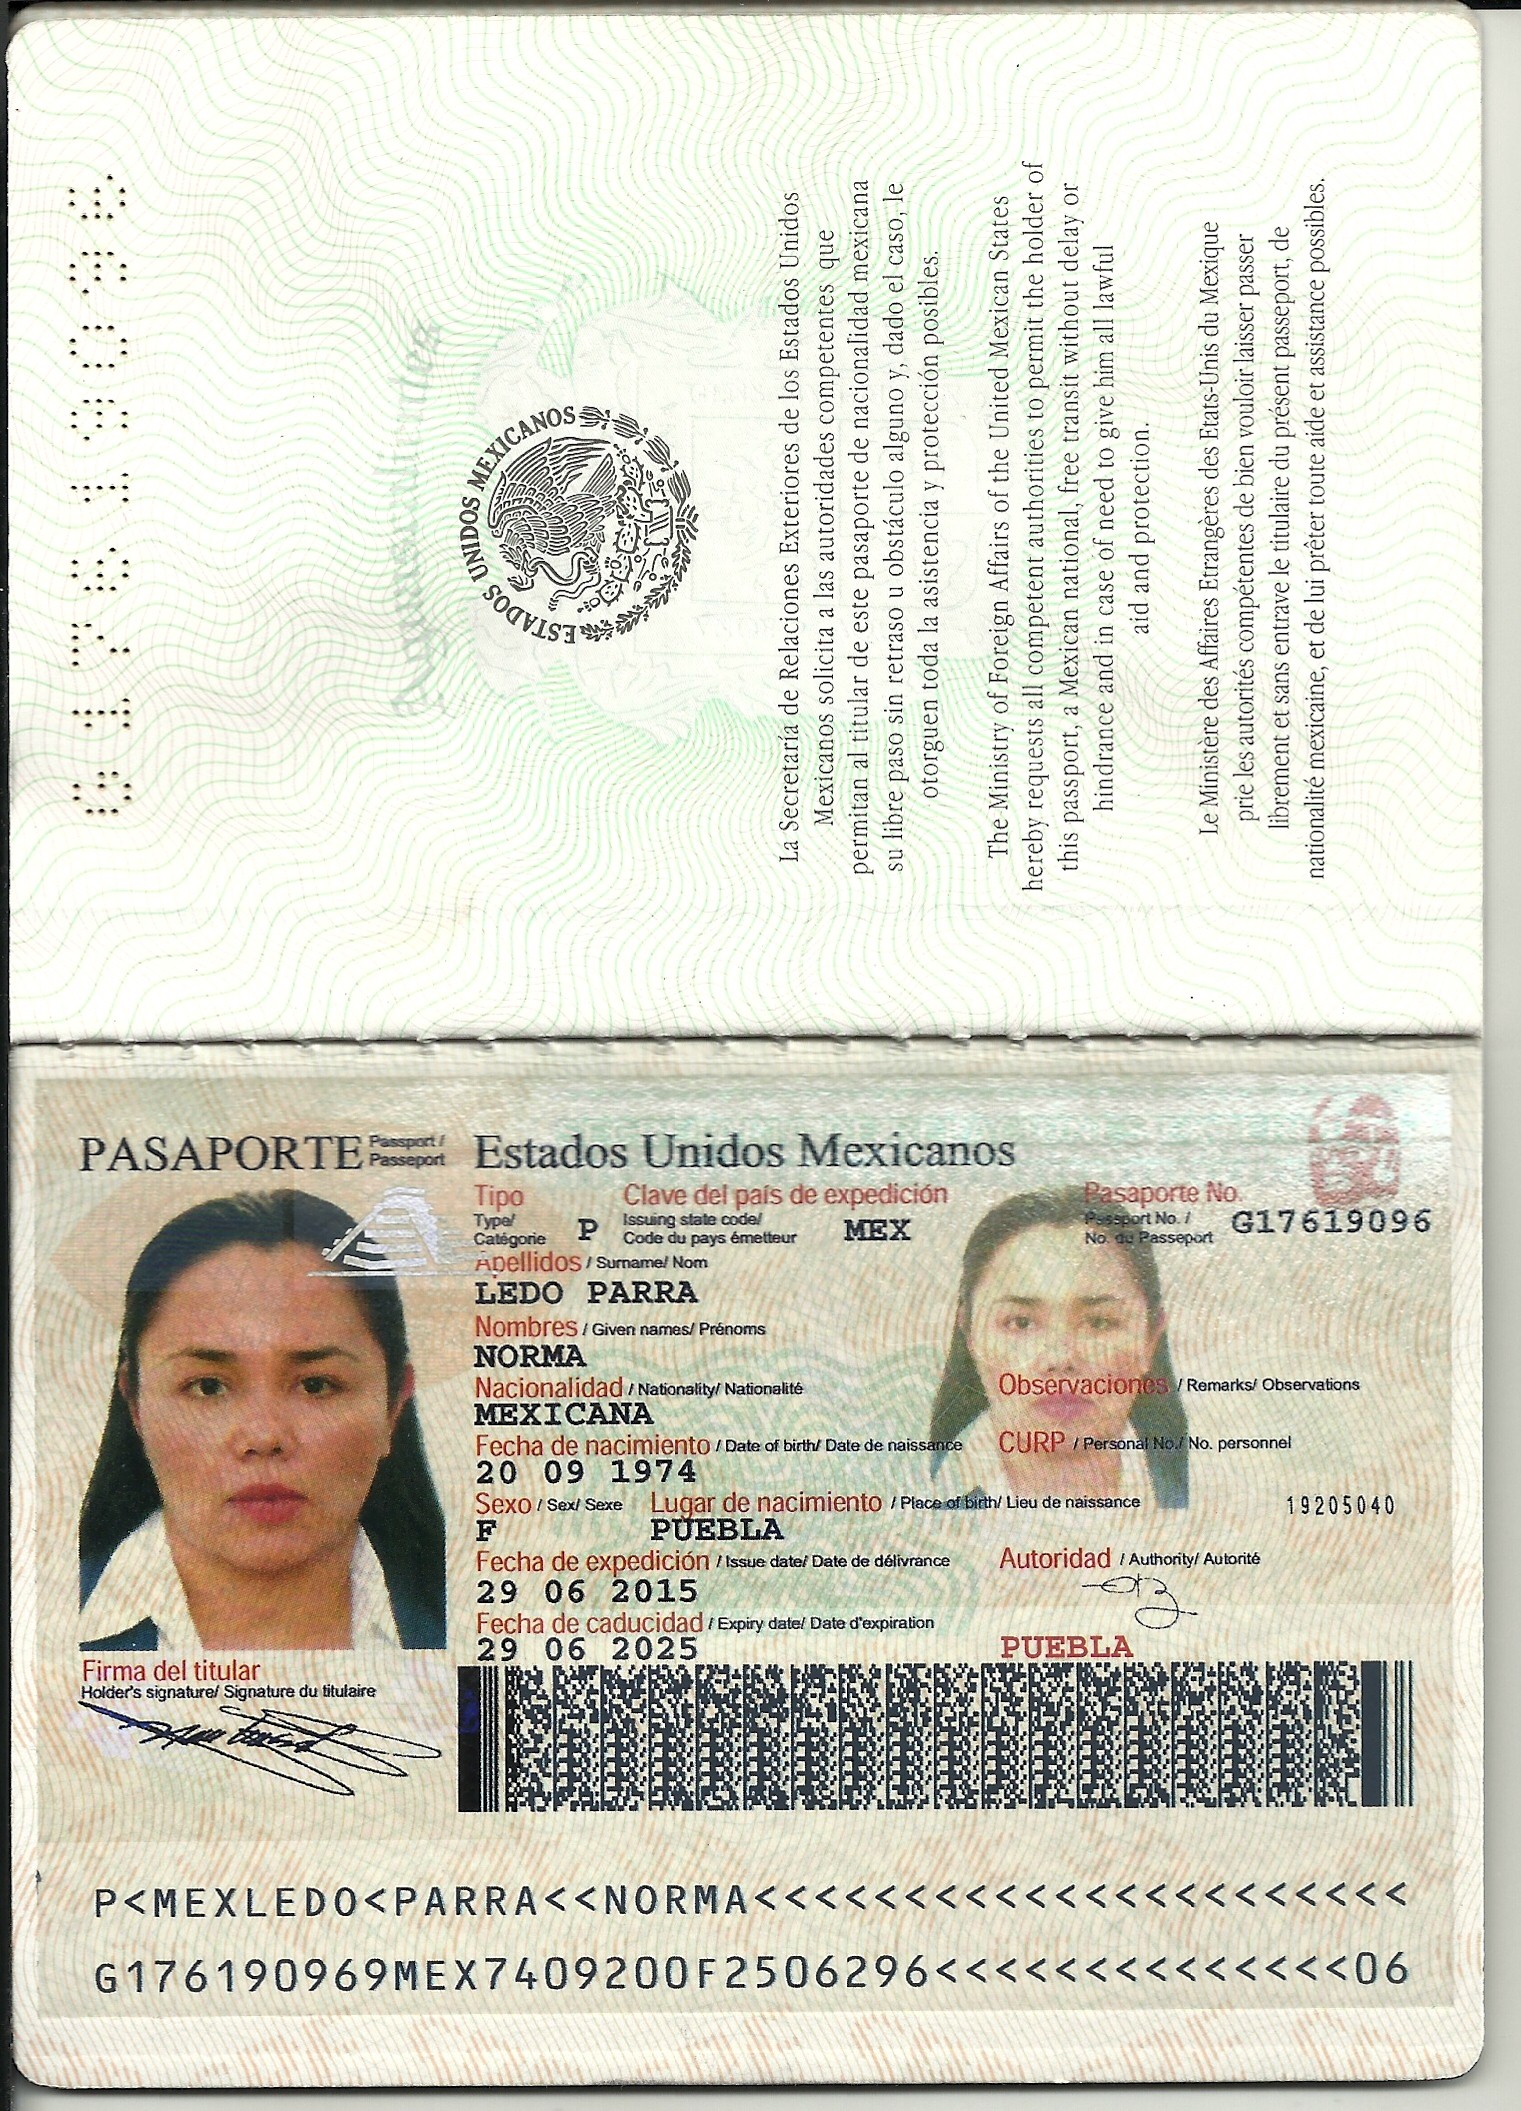 G17619096
ESTADOS UNIDOS MEXICANOS
La Secretaría de Relaciones Exteriores de los Estados Unidos
Mexicanos solicita a las autoridades competentes que
permitan al titular de este pasaporte de nacionalidad mexicana
su libre paso sin retraso u obstáculo alguno y, dado el caso, le
otorguen toda la asistencia y protección posibles.
The Ministry of Foreign Affairs of the United Mexican States
hereby requests all competent authorities to permit the holder of
this passport, a Mexican national, free transit without delay or
hindrance and in case of need to give him all lawful
aid and protection.
Le Ministère des Affaires Etrangères des Etats-Unis du Mexique
prie les autorités compétentes de bien vouloir laisser passer
librement et sans entrave le titulaire du présent passeport, de
nationalité mexicaine, et de lui prêter toute aide et assistance possibles.
PASAPORTE Passport / Passeport Estados Unidos Mexicanos
Tipo Clave del país de expedición Pasaporte No.
Type/ Issing state code/ Passport No. /
Catégorie P Code du pays émetteur MEX No. du Passeport G17619096
Apellidos / Surname/ Nom
LEDO PARRA
Nombres / Given names/ Prénoms
NORMA
Nacionalidad / Nationality/ Nationalité Observaciones / Remarks/ Observations
MEXICANA
Fecha de nacimiento / Date of birth/ Date de naissance CURP / Personal No./ No. personnel
20 09 1974
Sexo / Sex/ Sexe Lugar de nacimiento / Place of birth/ Lieu de naissance 19205040
F PUEBLA
Fecha de expedición / Issue date/ Date de délivrance Autoridad / Authority/ Autorité
29 06 2015
Fecha de caducidad / Expiry date/ Date d'expiration
29 06 2025 PUEBLA
Firma del titular
Holder's signature/ Signature du titulaire
P<MEXLEDO<PARRA<<NORMA<<<<<<<<<<<<<<<<<<<<<<
G176190969MEX7409200F2506296<<<<<<<<<<<<<<06